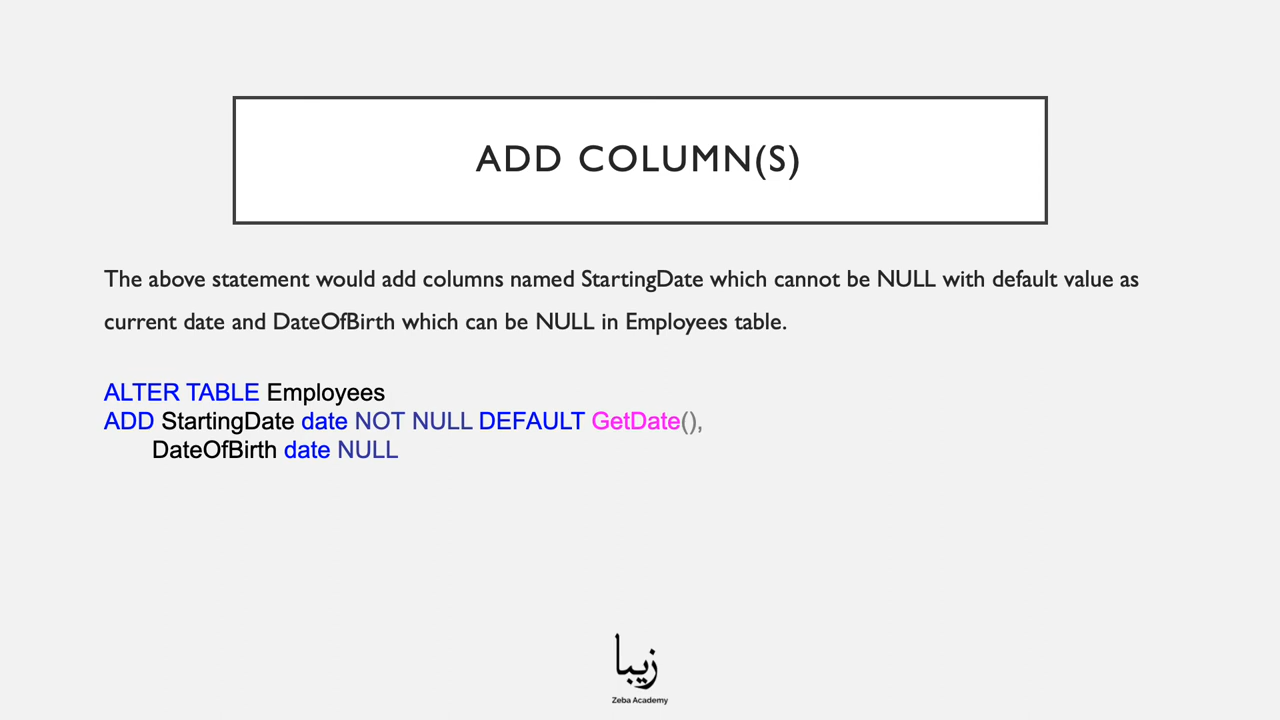 ADD COLUMN(S)
The above statement would add columns named StartingDate which cannot be NULL with default value as
current date and DateOfBirth which can be NULL in Employees table.
ALTER TABLE Employees
ADD StartingDate date NOT NULL DEFAULT GetDate(),
DateOfBirth date NULL
زيبا
Zeba Academy